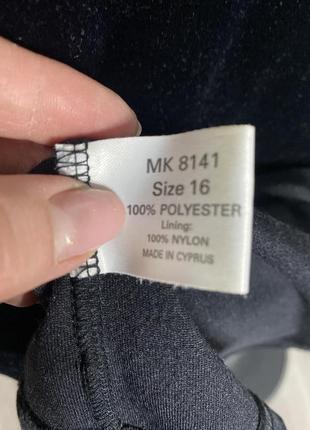 MK 8141
Size 16
100% POLYESTER
Lining:
100% NYLON
MADE IN CYPRUS